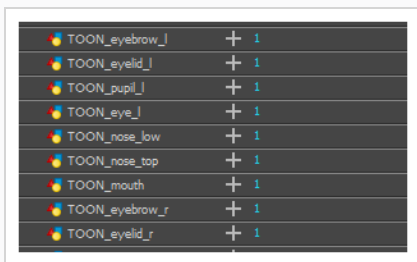 TOON_eyebrow_l 1
TOON_eyelid_l 1
TOON_pupil_l 1
TOON_eye_l 1
TOON_nose_low 1
TOON_nose_top 1
TOON_mouth 1
TOON_eyebrow_r 1
TOON_eyelid_r 1